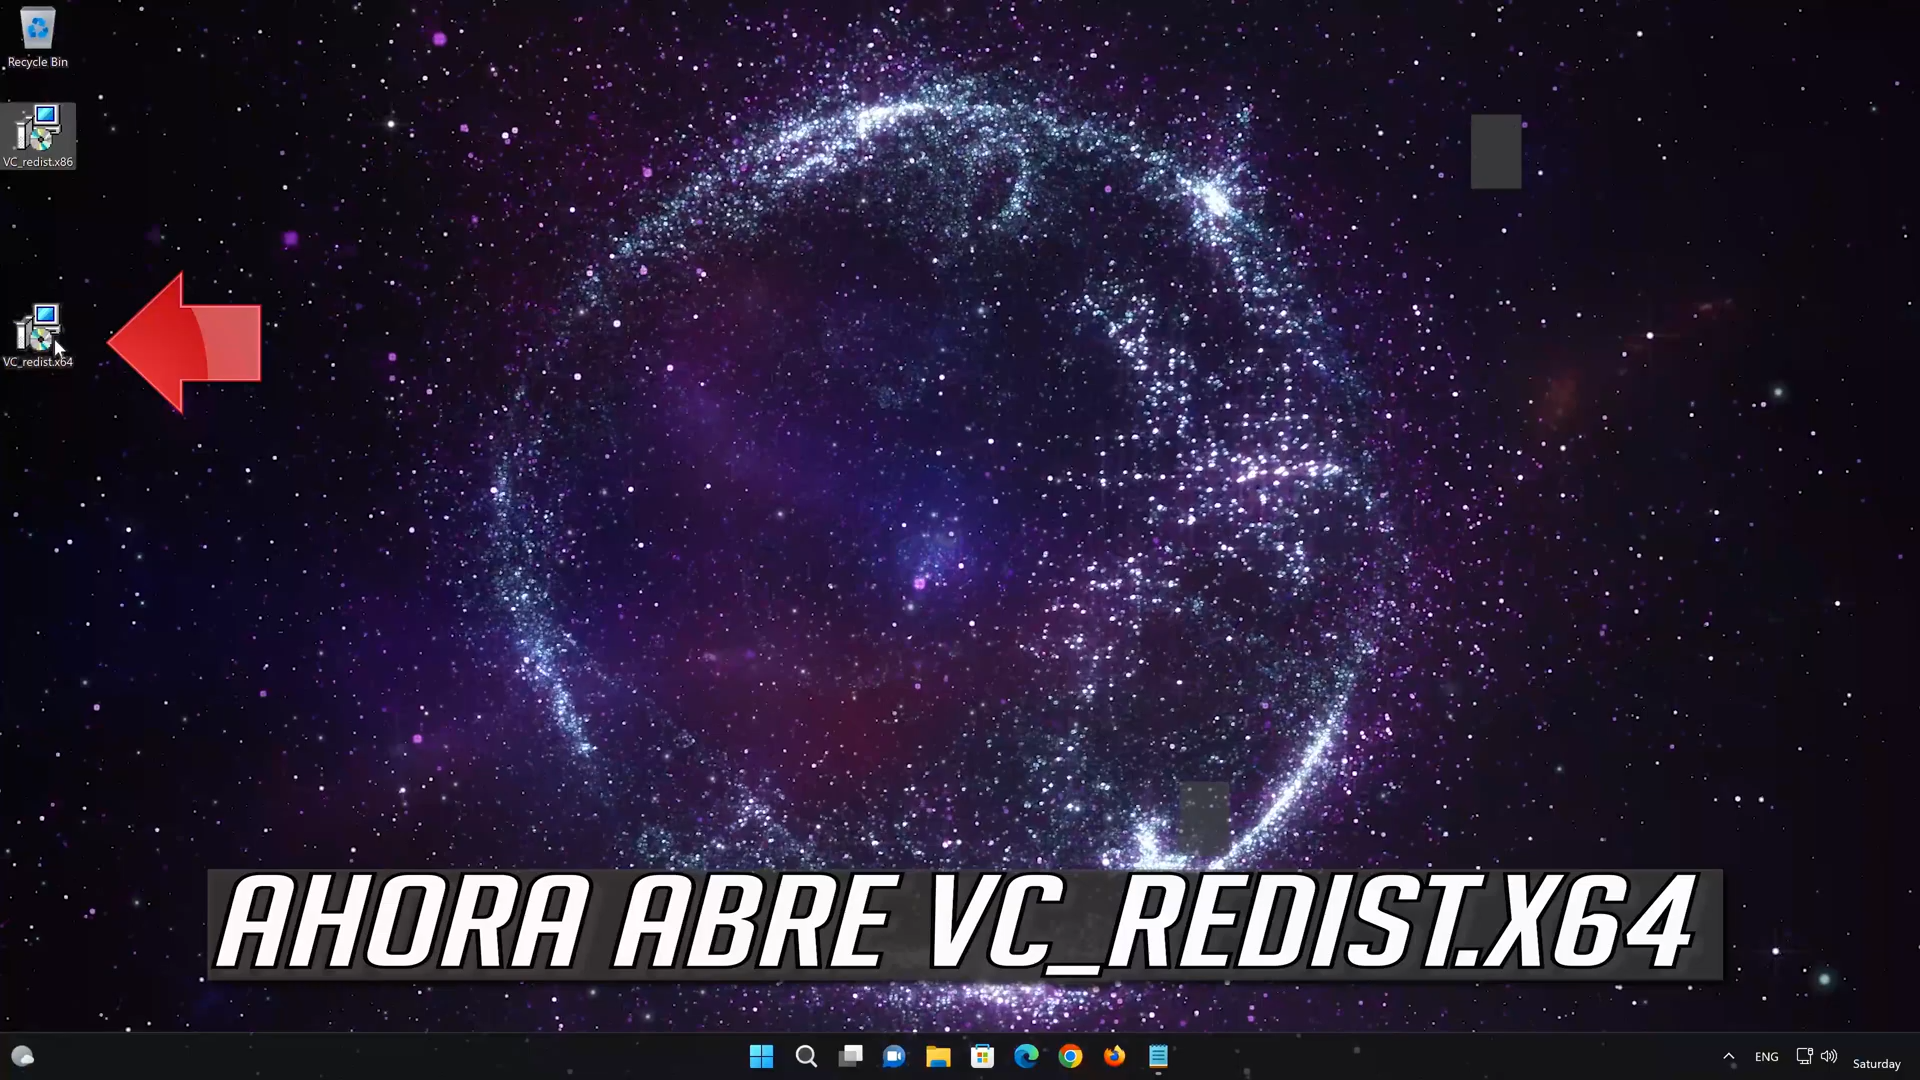 Recycle Bin
VC_redist.x86
VC_redist.x64
AHORA ABRE VC_REDIST.X64
ENG
Saturday